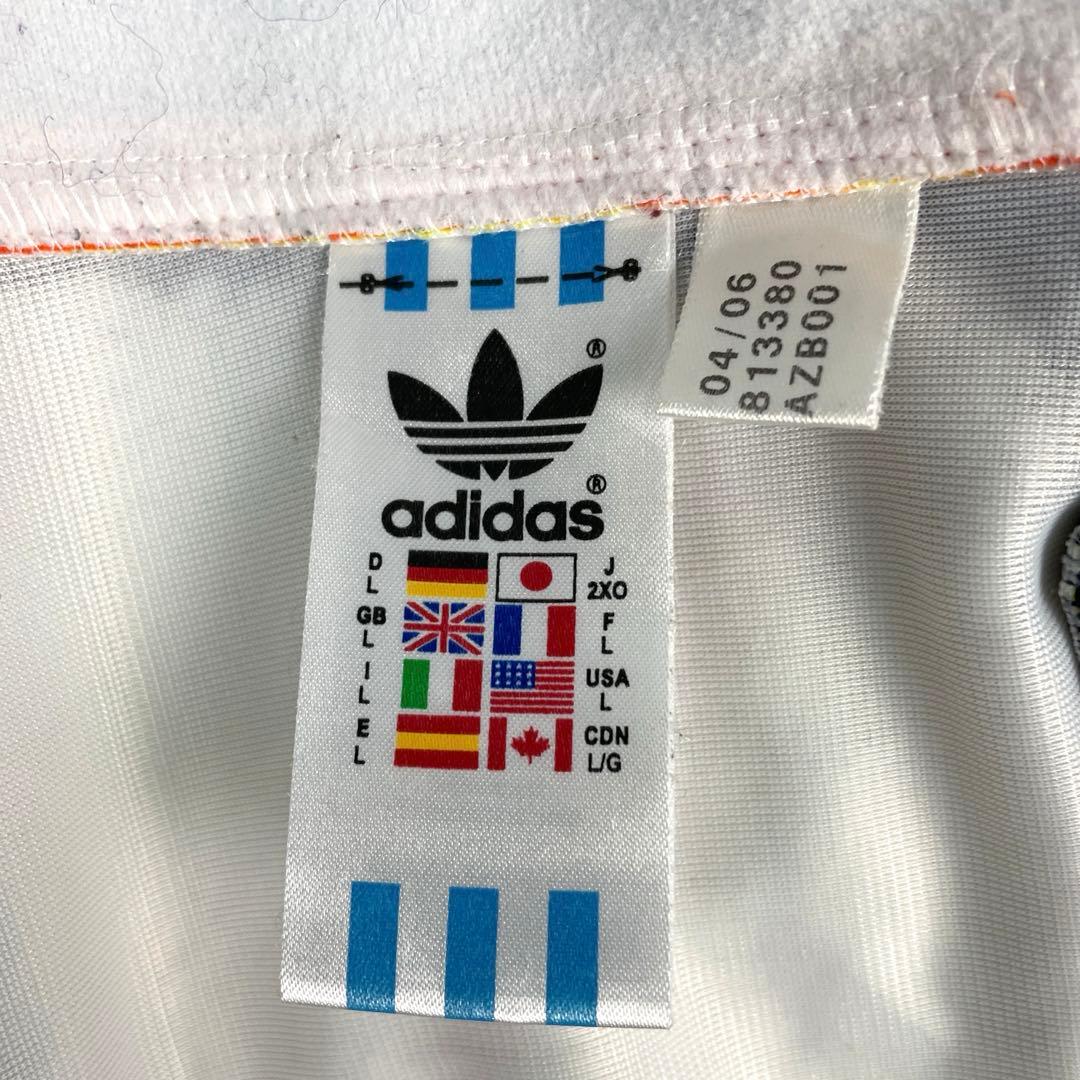 ®
adidas®
D
L
J
2XO
GB
L
F
L
I
L
USA
L
E
L
CDN
L/G
04/06
813380
AZB001